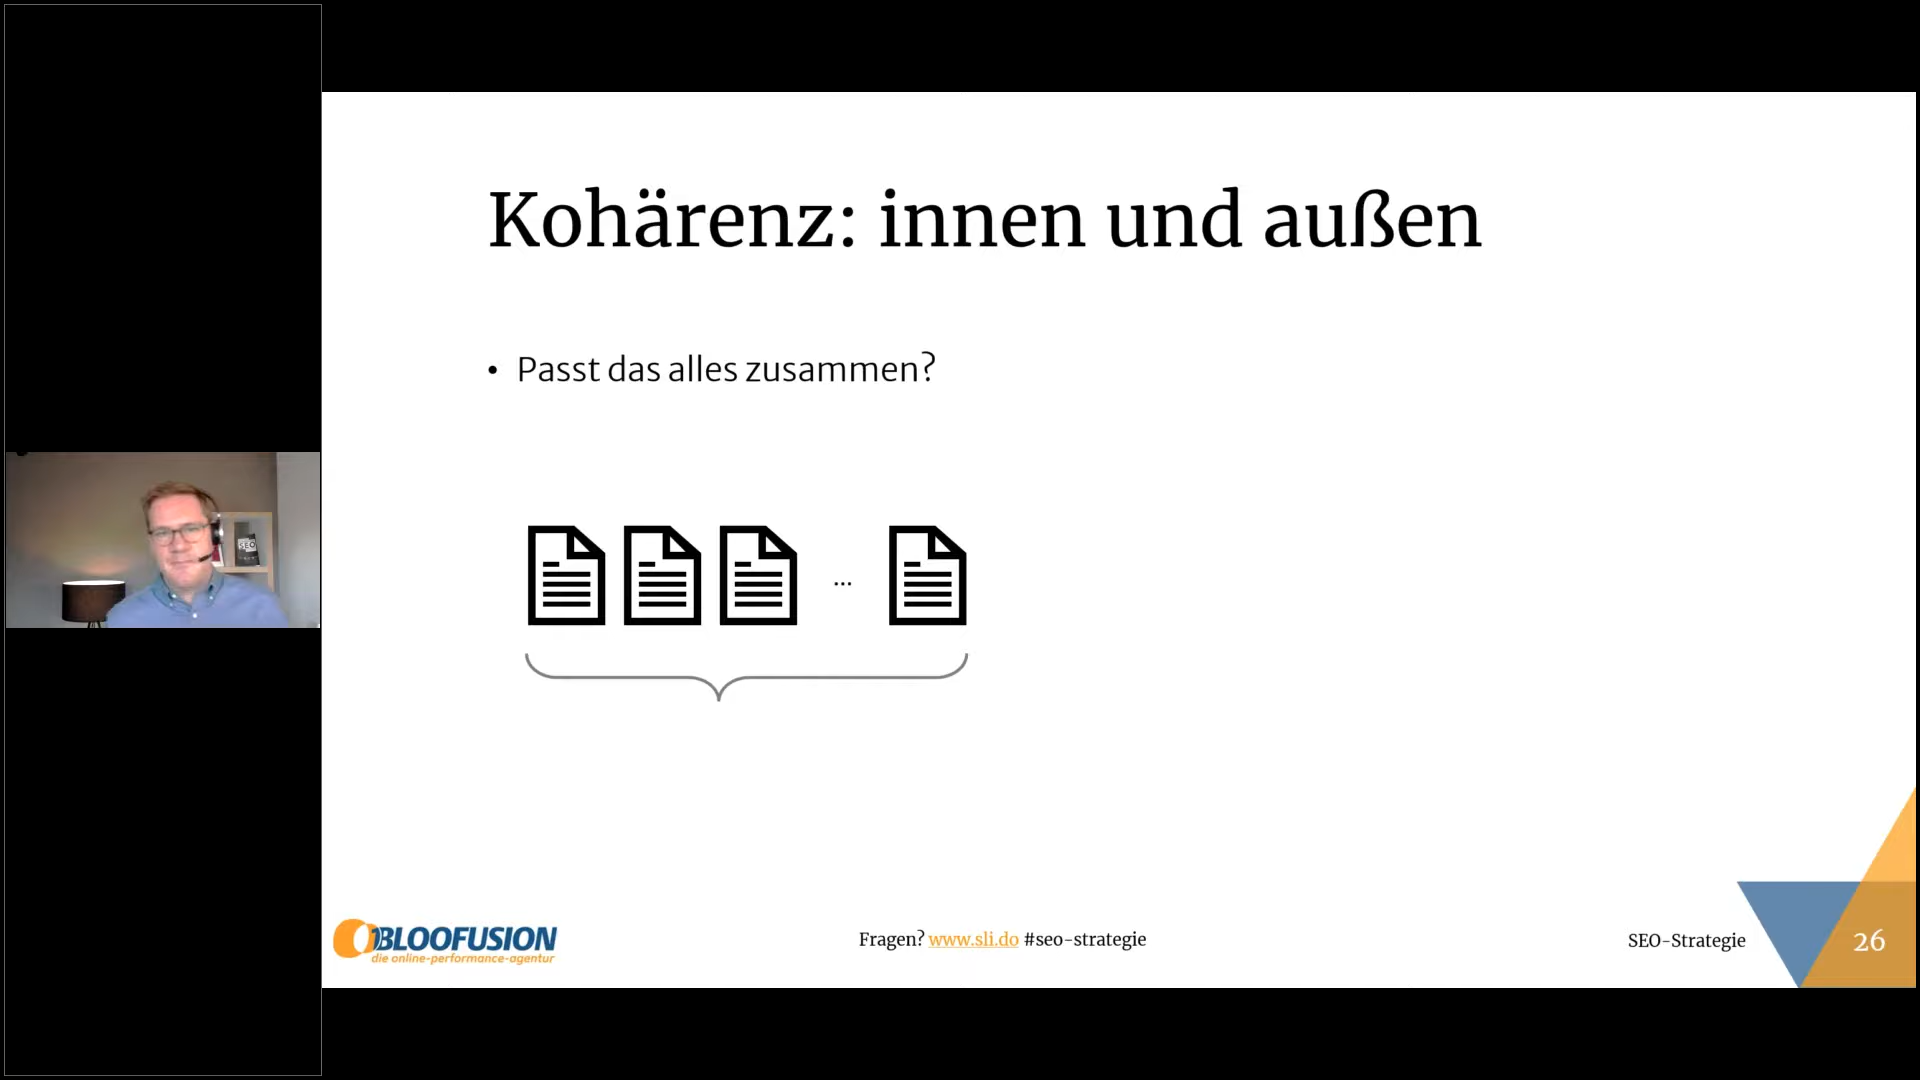 Kohärenz: innen und außen
• Passt das alles zusammen?
SEO
...
BLOOFUSION
die online-performance-agentur
Fragen? www.sli.do #seo-strategie
SEO-Strategie
26